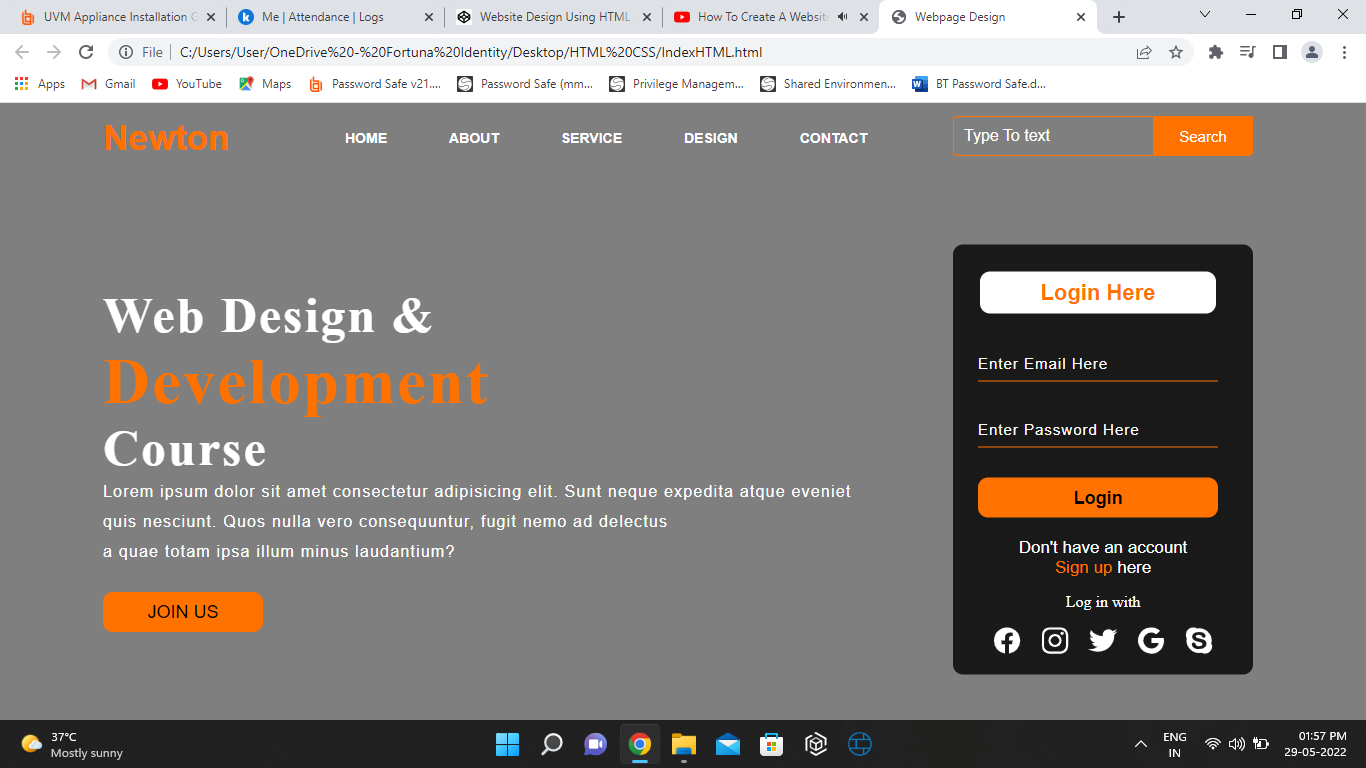 UVM Appliance Installation G
Me | Attendance | Logs
Website Design Using HTML
How To Create A Website
Webpage Design
File
C:/Users/User/OneDrive%20-%20Fortuna%20Identity/Desktop/HTML%20CSS/IndexHTML.html
Apps
Gmail
YouTube
Maps
Password Safe v21....
Password Safe (mm...
Privilege Managem...
Shared Environmen...
BT Password Safe.d...
Newton
HOME
ABOUT
SERVICE
DESIGN
CONTACT
Type To text
Search
Web Design &
Development
Course
Lorem ipsum dolor sit amet consectetur adipisicing elit. Sunt neque expedita atque eveniet
quis nesciunt. Quos nulla vero consequuntur, fugit nemo ad delectus
a quae totam ipsa illum minus laudantium?
JOIN US
Login Here
Enter Email Here
Enter Password Here
Login
Don't have an account
Sign up here
Log in with
37°C
Mostly sunny
ENG
IN
01:57 PM
29-05-2022